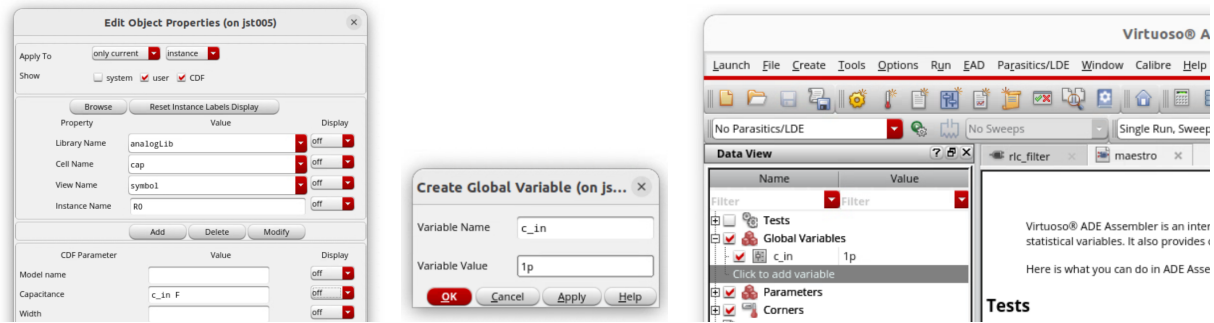 Edit Object Properties (on jst005)
Apply To only current instance
Show system user CDF
Browse Reset Instance Labels Display
Property Value Display
Library Name analogLib off
Cell Name cap off
View Name symbol off
Instance Name R0 off
Add Delete Modify
CDF Parameter Value Display
Model name off
Capacitance c_in F off
Width off
Create Global Variable (on js...
Variable Name c_in
Variable Value 1p
OK Cancel Apply Help
Virtuoso® A
Launch File Create Tools Options Run EAD Parasitics/LDE Window Calibre Help
No Parasitics/LDE No Sweeps Single Run, Sweep
Data View rlc_filter maestro
Name Value
Filter Filter
Tests
Global Variables
c_in 1p
Click to add variable
Parameters
Corners
Virtuoso® ADE Assembler is an inter
statistical variables. It also provides
Here is what you can do in ADE Asse
Tests